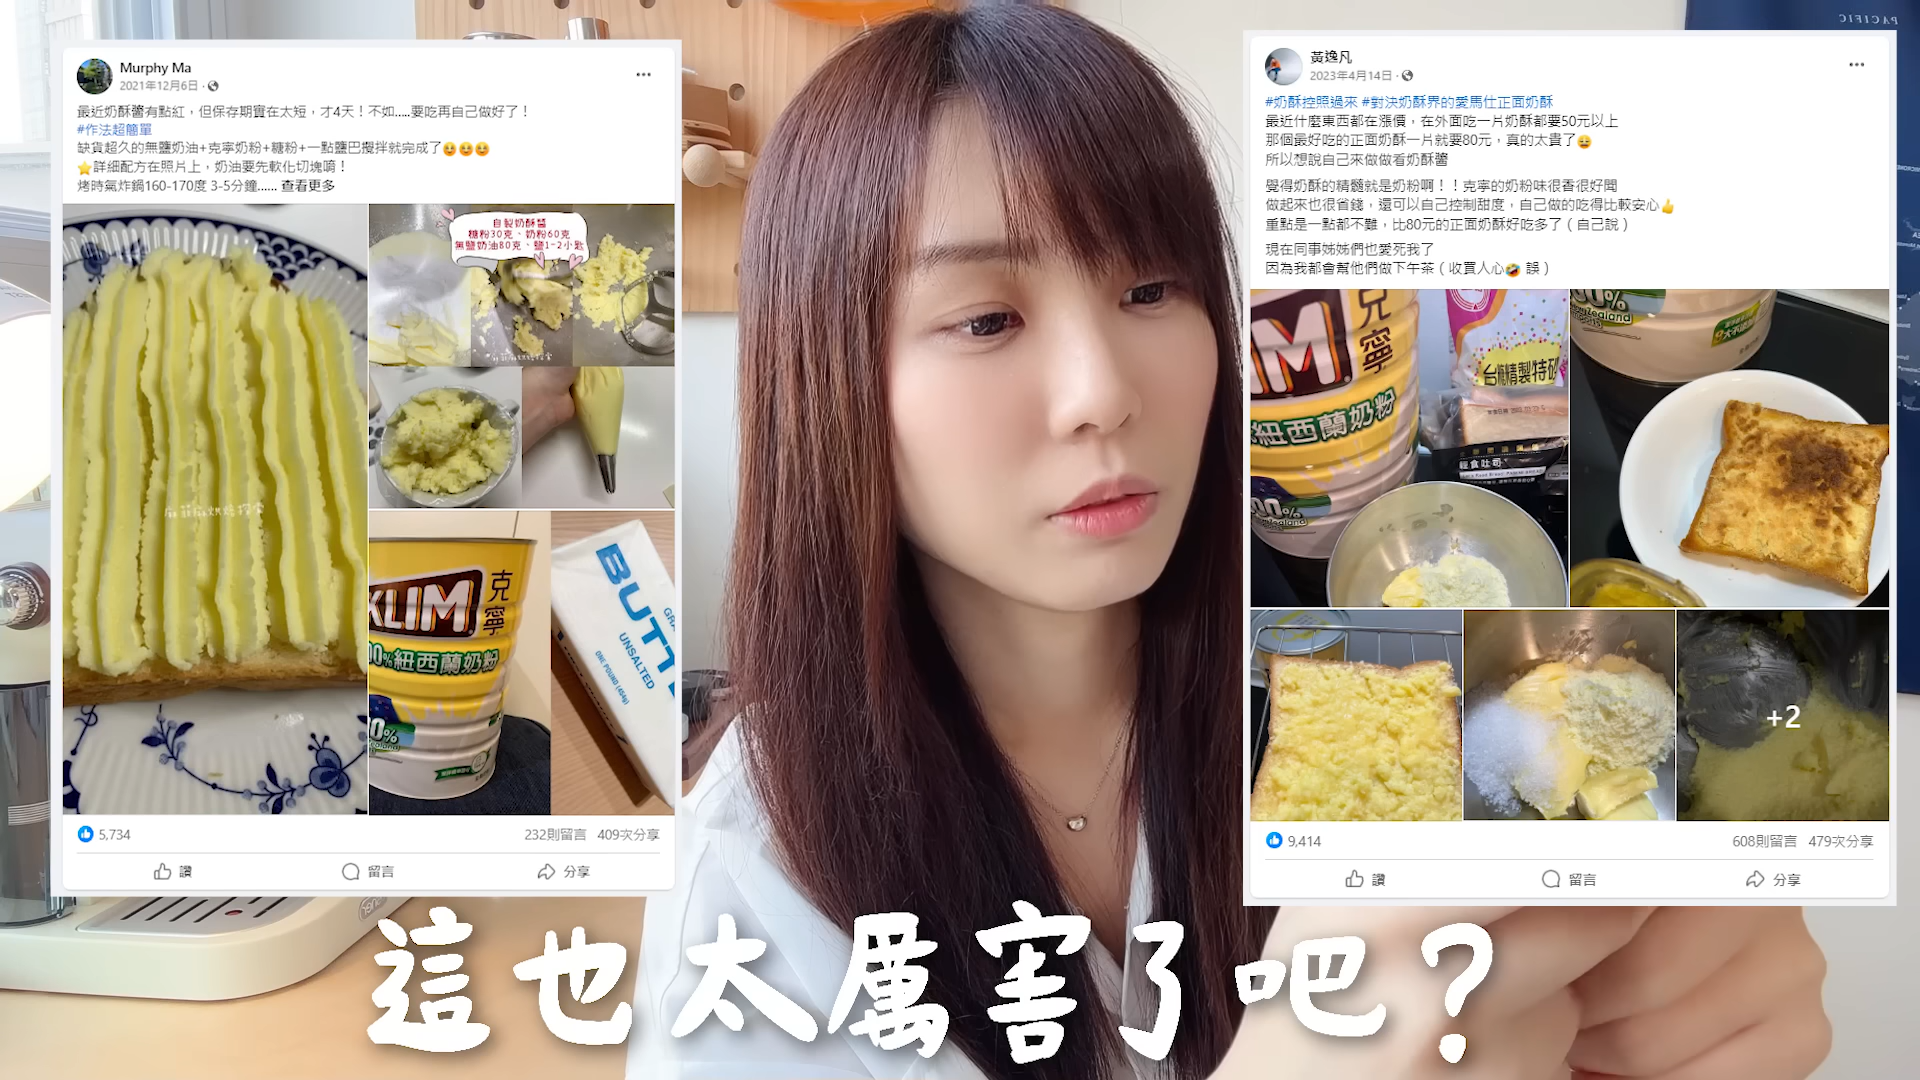 Murphy Ma
2021年12月6日
最近奶酥醬有點紅，但保存期實在太短，才4天！不如.....要吃再自己做好了！
#作法超簡單
缺貨超久的無鹽奶油+克寧奶粉+糖粉+一點鹽巴攪拌就完成了
詳細配方在照片上，奶油要先軟化切塊唷！
烤時氣炸鍋160-170度 3-5分鐘...... 查看更多
自製奶酥醬
糖粉30克、奶粉60克
無鹽奶油80克、鹽1-2小匙
KLIM
克寧
100%紐西蘭奶粉
BUTT
UNSALTED
ONE POUND (454g)
5,734
232則留言 409次分享
讚
留言
分享
PACIFIC
黃逸凡
2023年4月14日
#奶酥控照過來 #對決奶酥界的愛馬仕正面奶酥
最近什麼東西都在漲價，在外面吃一片奶酥都要50元以上
那個最好吃的正面奶酥一片就要80元，真的太貴了
所以想說自己來做做看奶酥醬
覺得奶酥的精髓就是奶粉啊！！克寧的奶粉味很香很好聞
做起來也很省錢，還可以自己控制甜度，自己做的吃得比較安心
重點是一點都不難，比80元的正面奶酥好吃多了（自己說）
現在同事姊姊們也愛死我了
因為我都會幫他們做下午茶（收買人心 誤）
IM
克寧
紐西蘭奶粉
台糖精製特砂
輕食吐司
+2
9,414
608則留言 479次分享
讚
留言
分享
這也太厲害了吧？